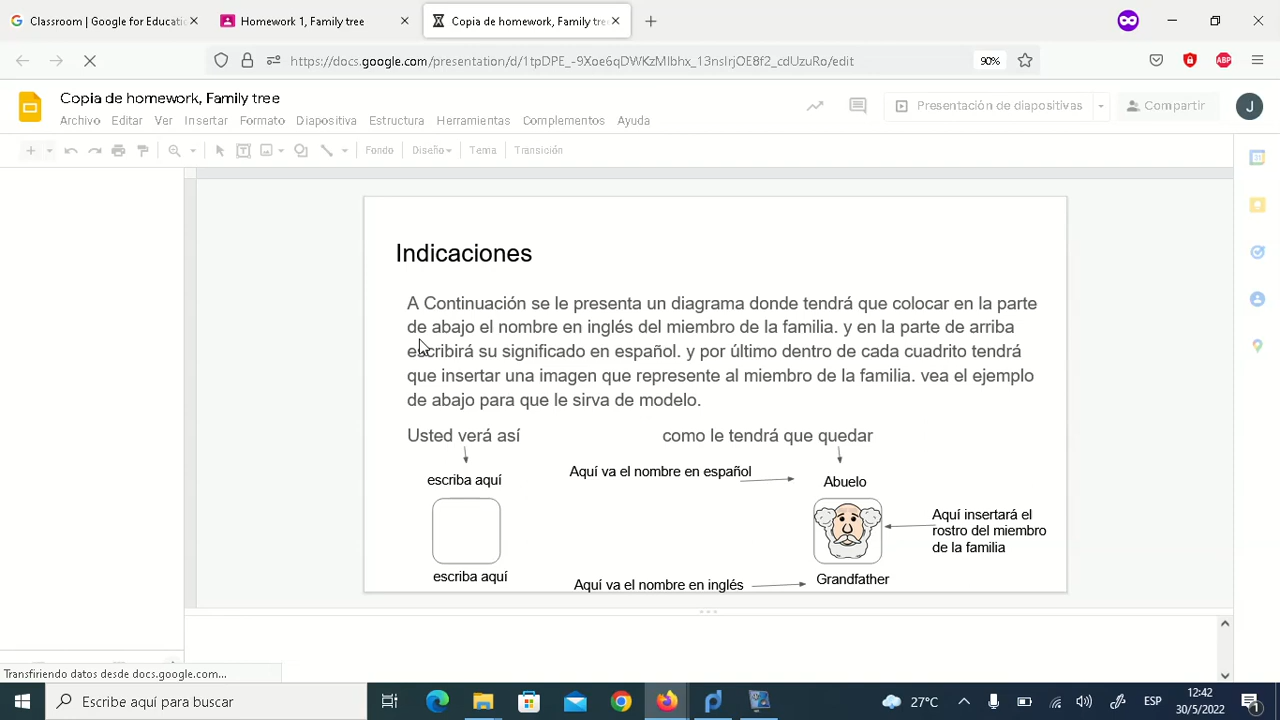 Classroom | Google for Educati
Homework 1, Family tree
Copia de homework, Family tre
https://docs.google.com/presentation/d/
/edit
90%
ABP
Copia de homework, Family tree
Presentación de diapositivas
Compartir
J
Archivo Editar Ver Insertar Formato Diapositiva Estructura Herramientas Complementos Ayuda
Fondo Diseño Tema Transición
31
Indicaciones
A Continuación se le presenta un diagrama donde tendrá que colocar en la parte
de abajo el nombre en inglés del miembro de la familia. y en la parte de arriba
escribirá su significado en español. y por último dentro de cada cuadrito tendrá
que insertar una imagen que represente al miembro de la familia. vea el ejemplo
de abajo para que le sirva de modelo.
Usted verá así
como le tendrá que quedar
escriba aquí
Aquí va el nombre en español
Abuelo
Aquí insertará el
rostro del miembro
de la familia
escriba aquí
Aquí va el nombre en inglés
Grandfather
Transfiriendo datos desde docs.google.com...
Escribe aquí para buscar
27°C
ESP
12:42
30/5/2022
1